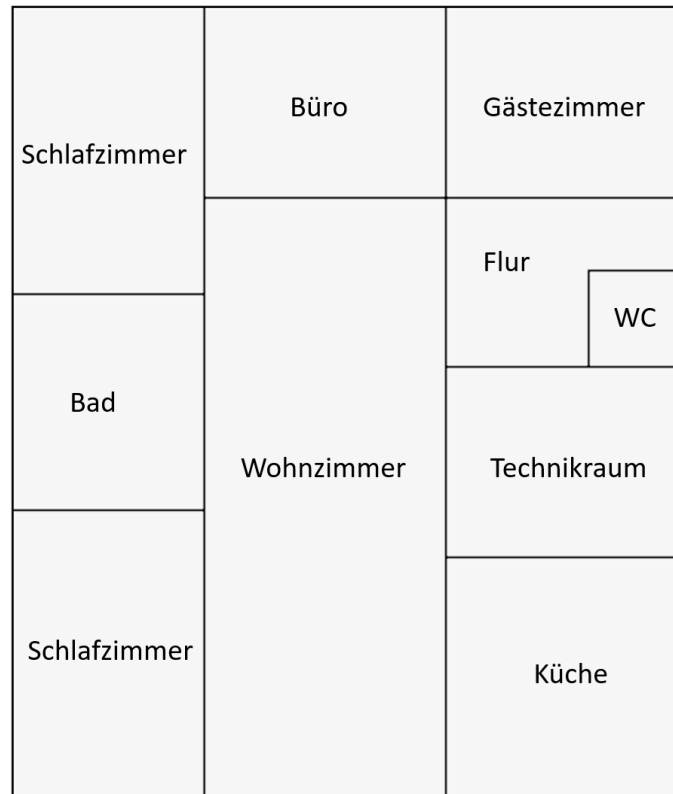 Büro
Gästezimmer
Schlafzimmer
Flur
WC
Bad
Wohnzimmer
Technikraum
Schlafzimmer
Küche